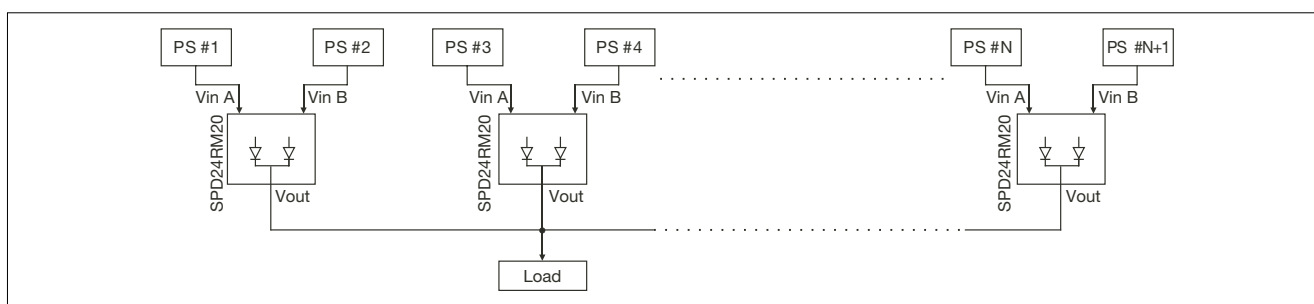 PS #1
PS #2
PS #3
PS #4
PS #N
PS #N+1
Vin A
Vin B
Vin A
Vin B
Vin A
Vin B
SPD24RM20
SPD24RM20
SPD24RM20
Vout
Vout
Vout
Load